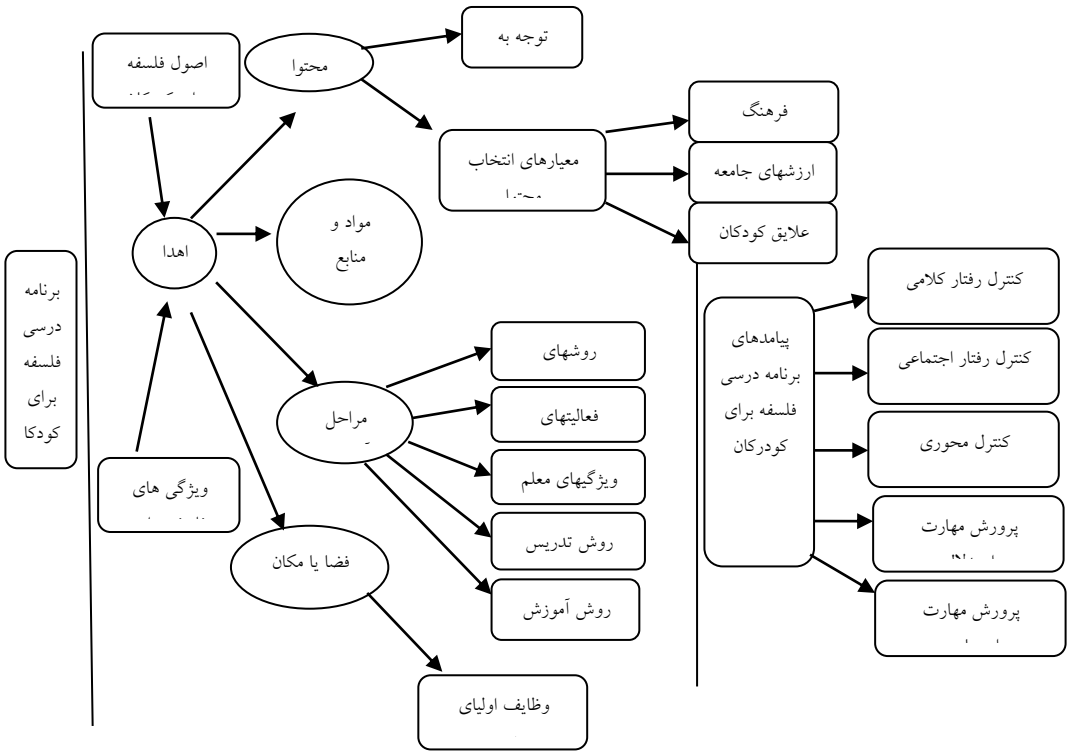 برنامه
درسی
فلسفه
برای
کودکا
اصول فلسفه
اهدا
ویژگی های
محتوا
توجه به
معیارهای انتخاب
محتوا
فرهنگ
ارزشهای جامعه
علایق کودکان
مواد و
منابع
مراحل
روشهای
فعالیتهای
ویژگیهای معلم
روش تدریس
روش آموزش
فضا یا مکان
وظایف اولیای
پیامدهای
برنامه درسی
فلسفه برای
کودرکان
کنترل رفتار کلامی
کنترل رفتار اجتماعی
کنترل محوری
پرورش مهارت
پرورش مهارت